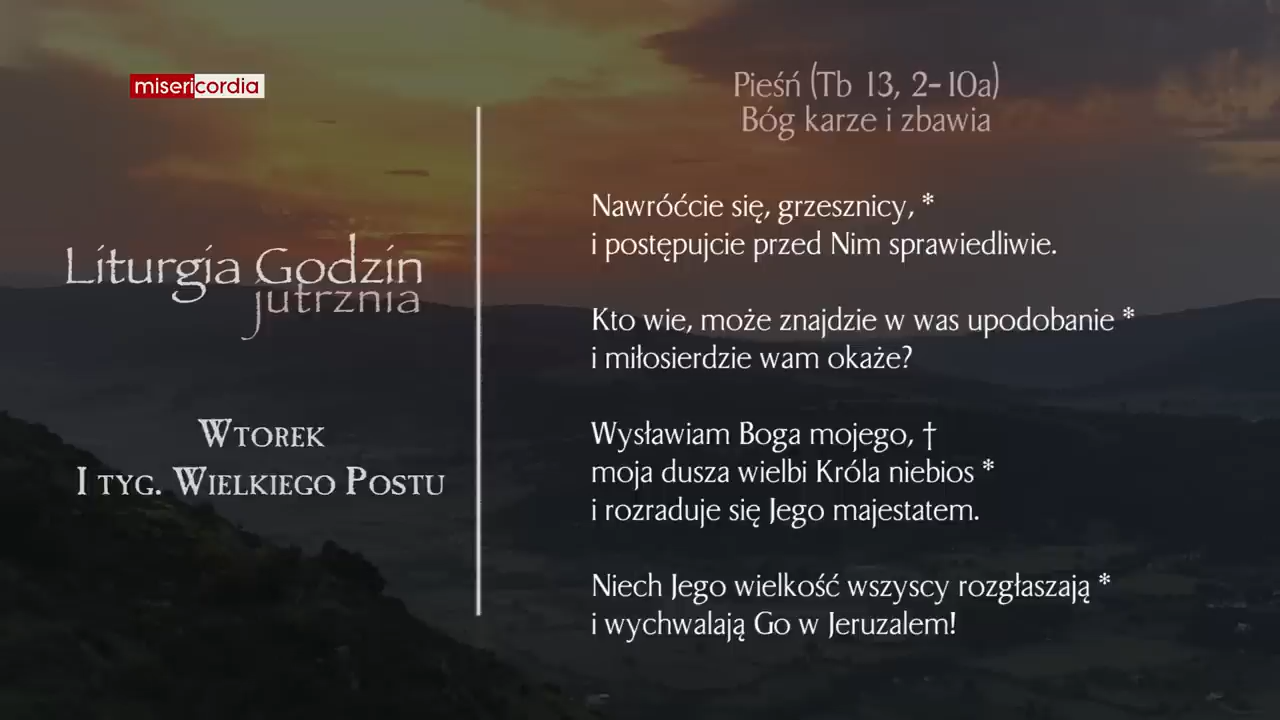 misericordia
Liturgia Godzin
jutrznia
Wtorek
I tyg. Wielkiego Postu
Pieśń (Tb 13, 2-10a)
Bóg karze i zbawia
Nawróćcie się, grzesznicy, *
i postępujcie przed Nim sprawiedliwie.
Kto wie, może znajdzie w was upodobanie *
i miłosierdzie wam okaże?
Wysławiam Boga mojego, †
moja dusza wielbi Króla niebios *
i rozraduje się Jego majestatem.
Niech Jego wielkość wszyscy rozgłaszają *
i wychwalają Go w Jeruzalem!